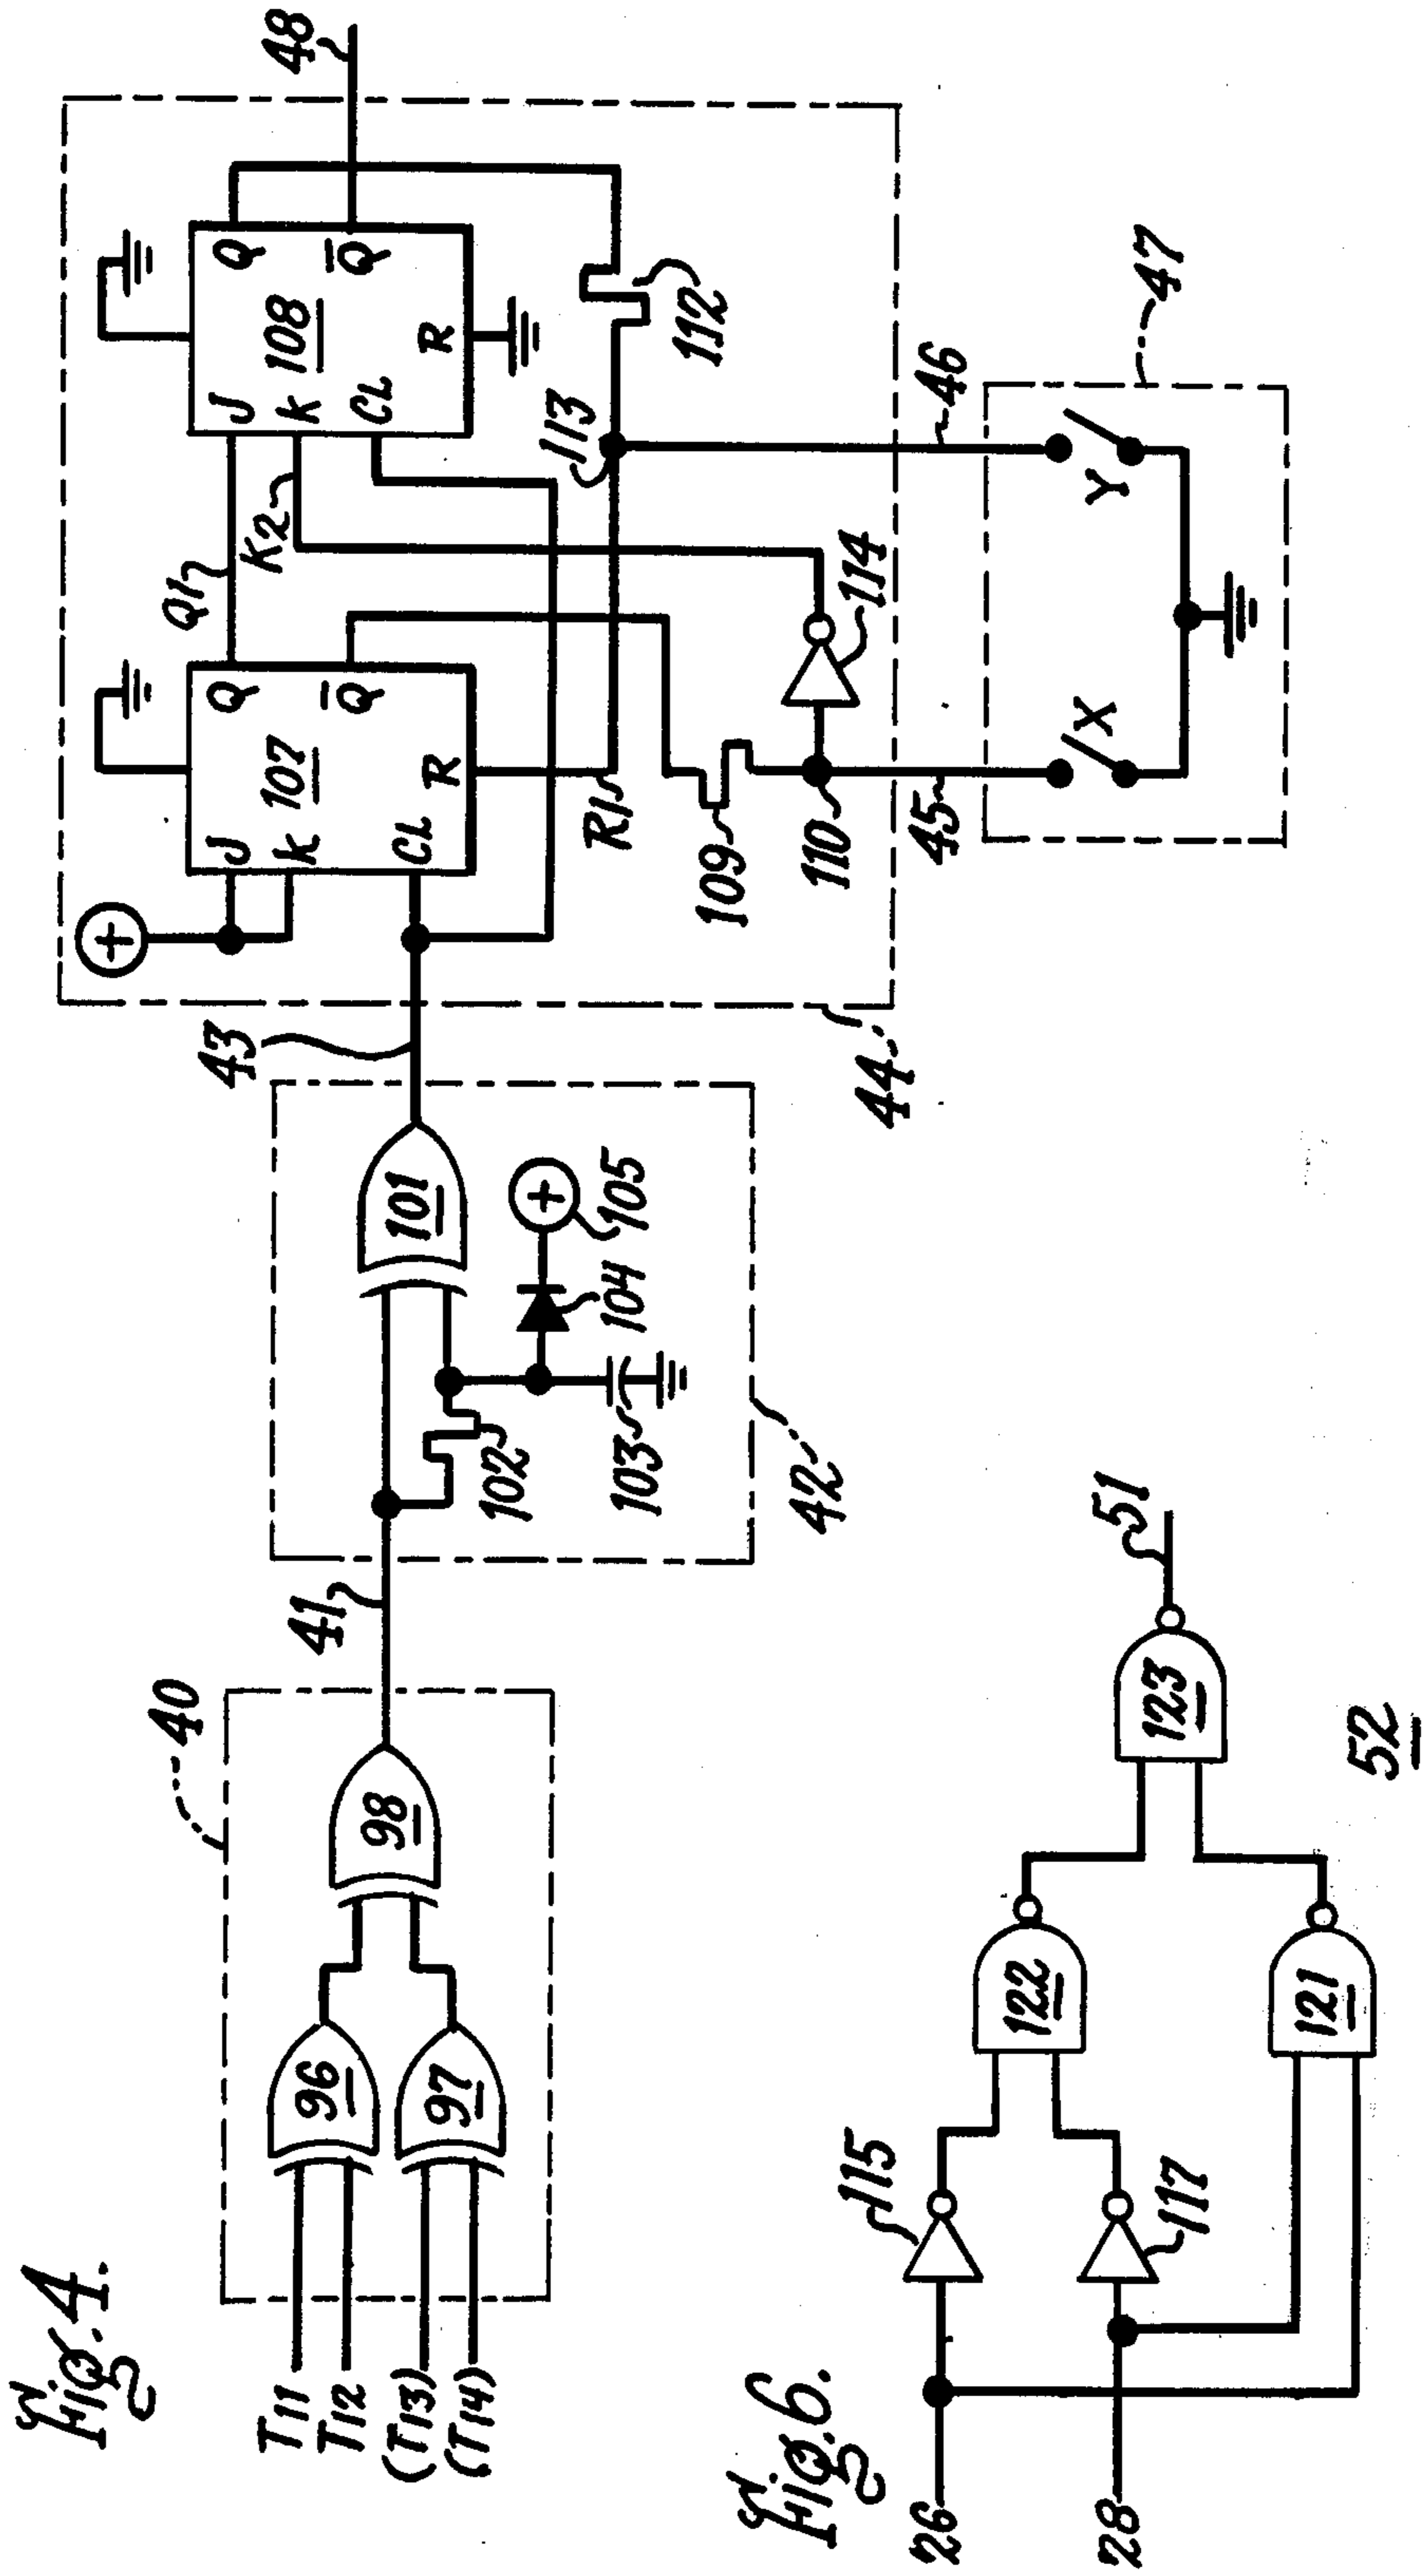 Fig. 4.
T11
T12
(T13)
(T14)
96
97
98
40
41
42
101
102
103
104
+
105
43
44
+
J
K
CL
107
Q
Q̅
R
Q1
K2
R1
J
K
CL
108
Q
Q̅
R
48
109
110
112
113
114
45
46
47
X
Y
Fig. 6.
26
28
115
117
122
121
123
51
52